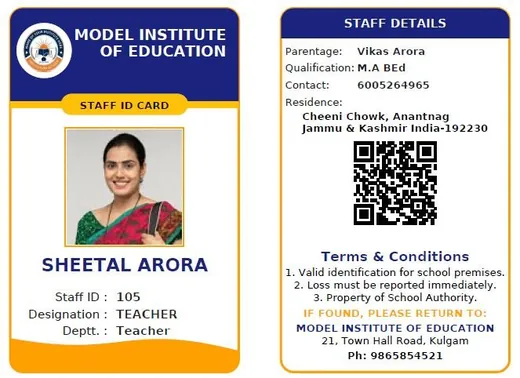 MODEL INSTITUTE
OF EDUCATION
STAFF ID CARD
SHEETAL ARORA
Staff ID : 105
Designation : TEACHER
Deptt. : Teacher
STAFF DETAILS
Parentage: Vikas Arora
Qualification: M.A BEd
Contact: 6005264965
Residence:
Cheeni Chowk, Anantnag
Jammu & Kashmir India-192230
Terms & Conditions
1. Valid identification for school premises.
2. Loss must be reported immediately.
3. Property of School Authority.
IF FOUND, PLEASE RETURN TO:
MODEL INSTITUTE OF EDUCATION
21, Town Hall Road, Kulgam
Ph: 9865854521